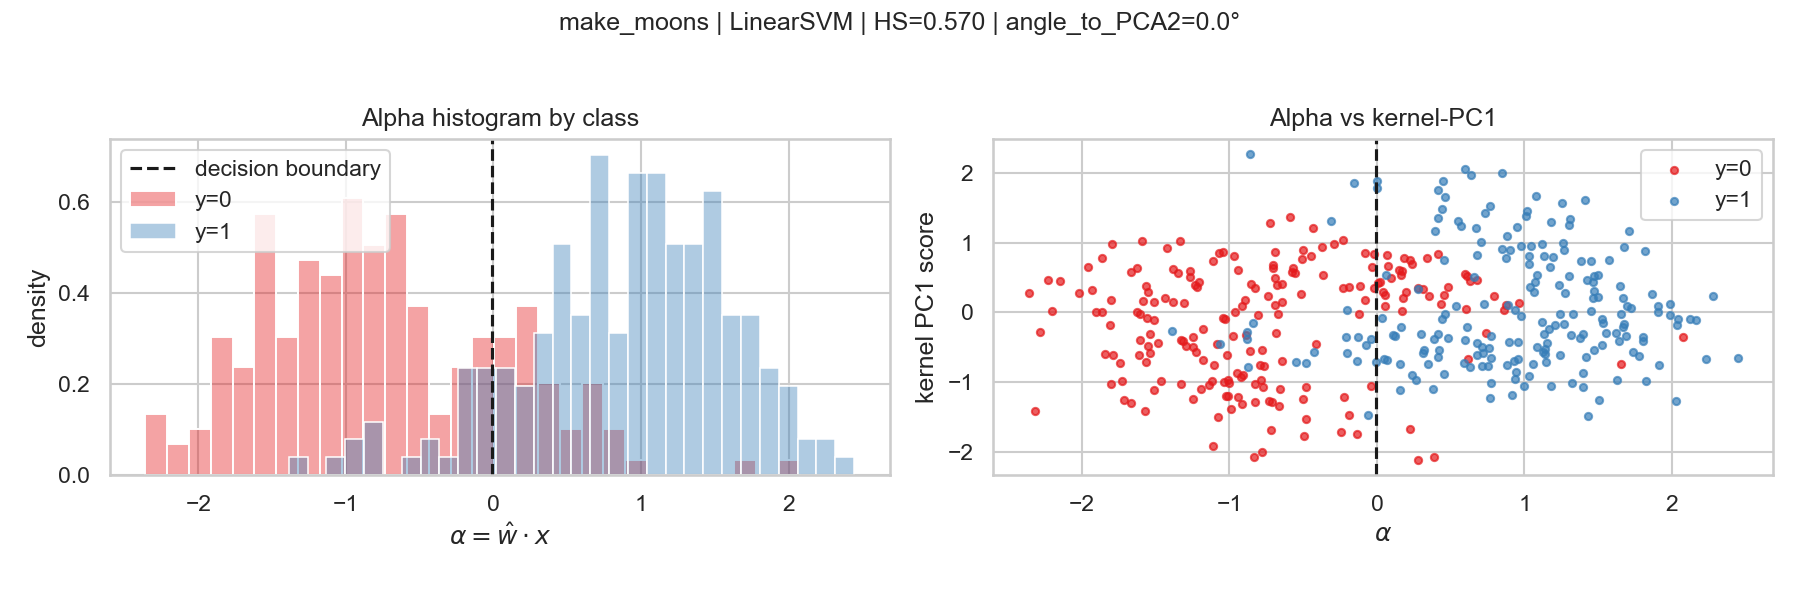 make_moons | LinearSVM | HS=0.570 | angle_to_PCA2=0.0°
Alpha histogram by class
decision boundary
y=0
y=1
density
0.6
0.4
0.2
0.0
−2
−1
0
1
2
α = ŵ · x
Alpha vs kernel-PC1
y=0
y=1
kernel PC1 score
2
1
0
−1
−2
−2
−1
0
1
2
α